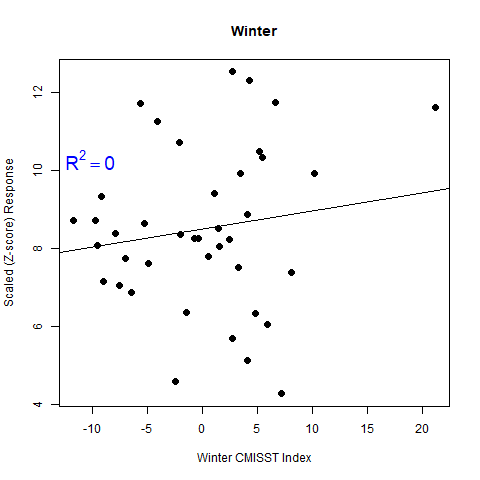 Winter
12
10
8
6
4
Scaled (Z-score) Response
R² = 0
-10 -5 0 5 10 15 20
Winter CMISST Index